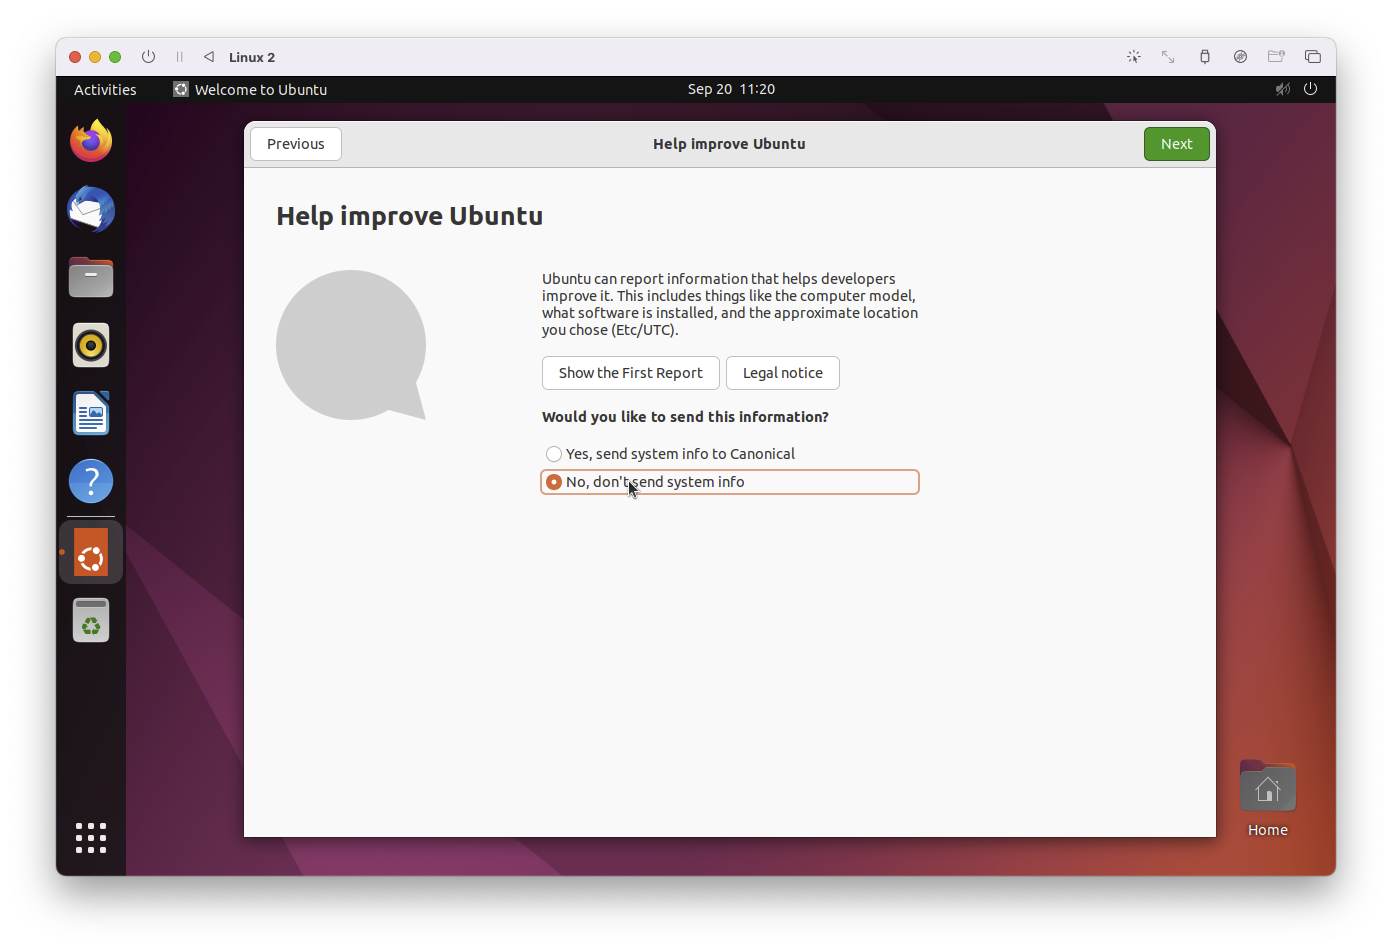 Linux 2
Activities
Welcome to Ubuntu
Sep 20 11:20
Previous
Help improve Ubuntu
Next
Help improve Ubuntu
Ubuntu can report information that helps developers
improve it. This includes things like the computer model,
what software is installed, and the approximate location
you chose (Etc/UTC).
Show the First Report
Legal notice
Would you like to send this information?
Yes, send system info to Canonical
No, don't send system info
Home